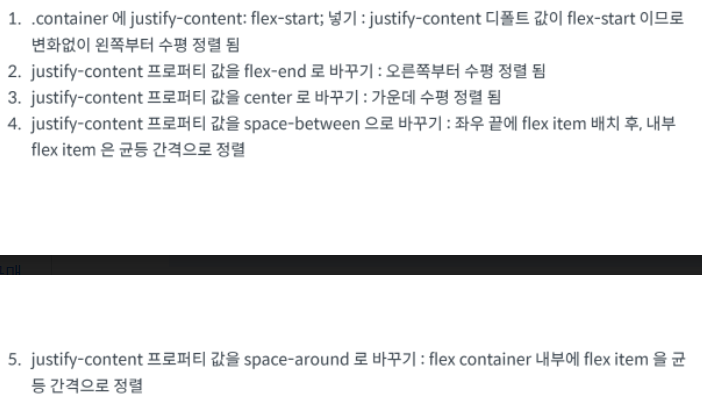 1. .container 에 justify-content: flex-start; 넣기 : justify-content 디폴트 값이 flex-start 이므로
변화없이 왼쪽부터 수평 정렬 됨
2. justify-content 프로퍼티 값을 flex-end 로 바꾸기 : 오른쪽부터 수평 정렬 됨
3. justify-content 프로퍼티 값을 center 로 바꾸기 : 가운데 수평 정렬 됨
4. justify-content 프로퍼티 값을 space-between 으로 바꾸기 : 좌우 끝에 flex item 배치 후, 내부
flex item 은 균등 간격으로 정렬
5. justify-content 프로퍼티 값을 space-around 로 바꾸기 : flex container 내부에 flex item 을 균
등 간격으로 정렬